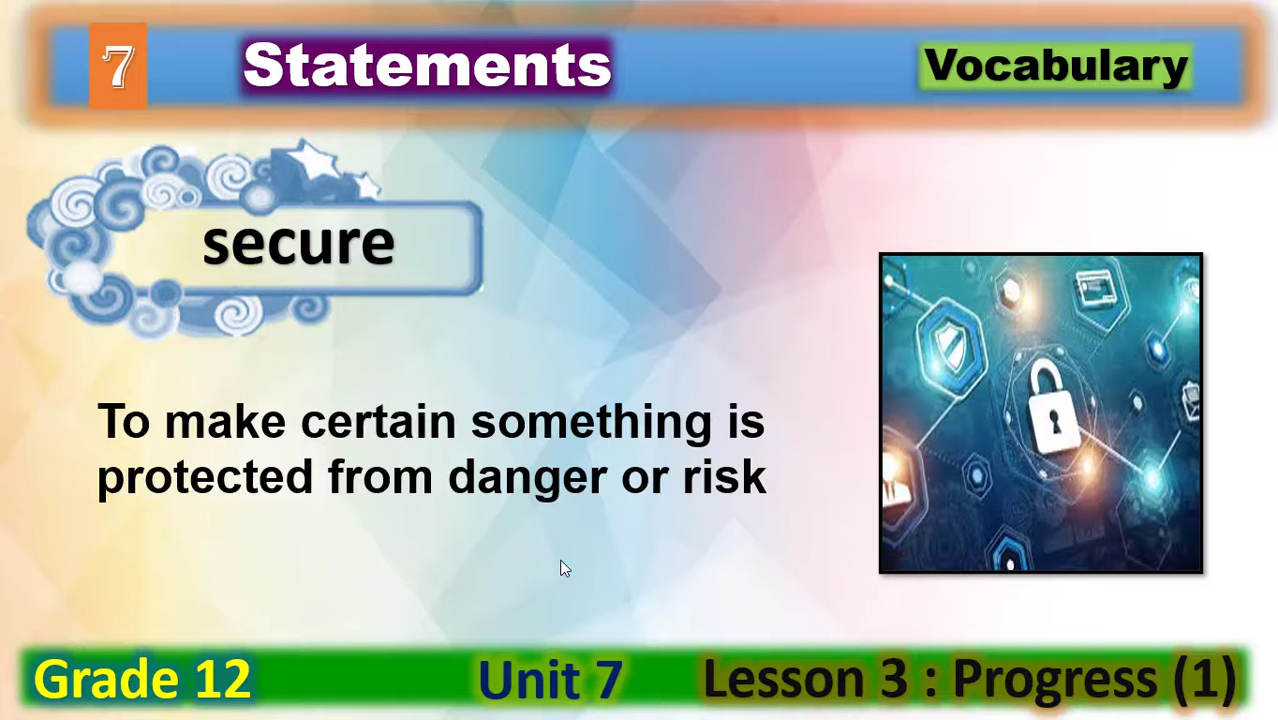 7
Statements
Vocabulary
secure
To make certain something is
protected from danger or risk
Grade 12
Unit 7
Lesson 3 : Progress (1)